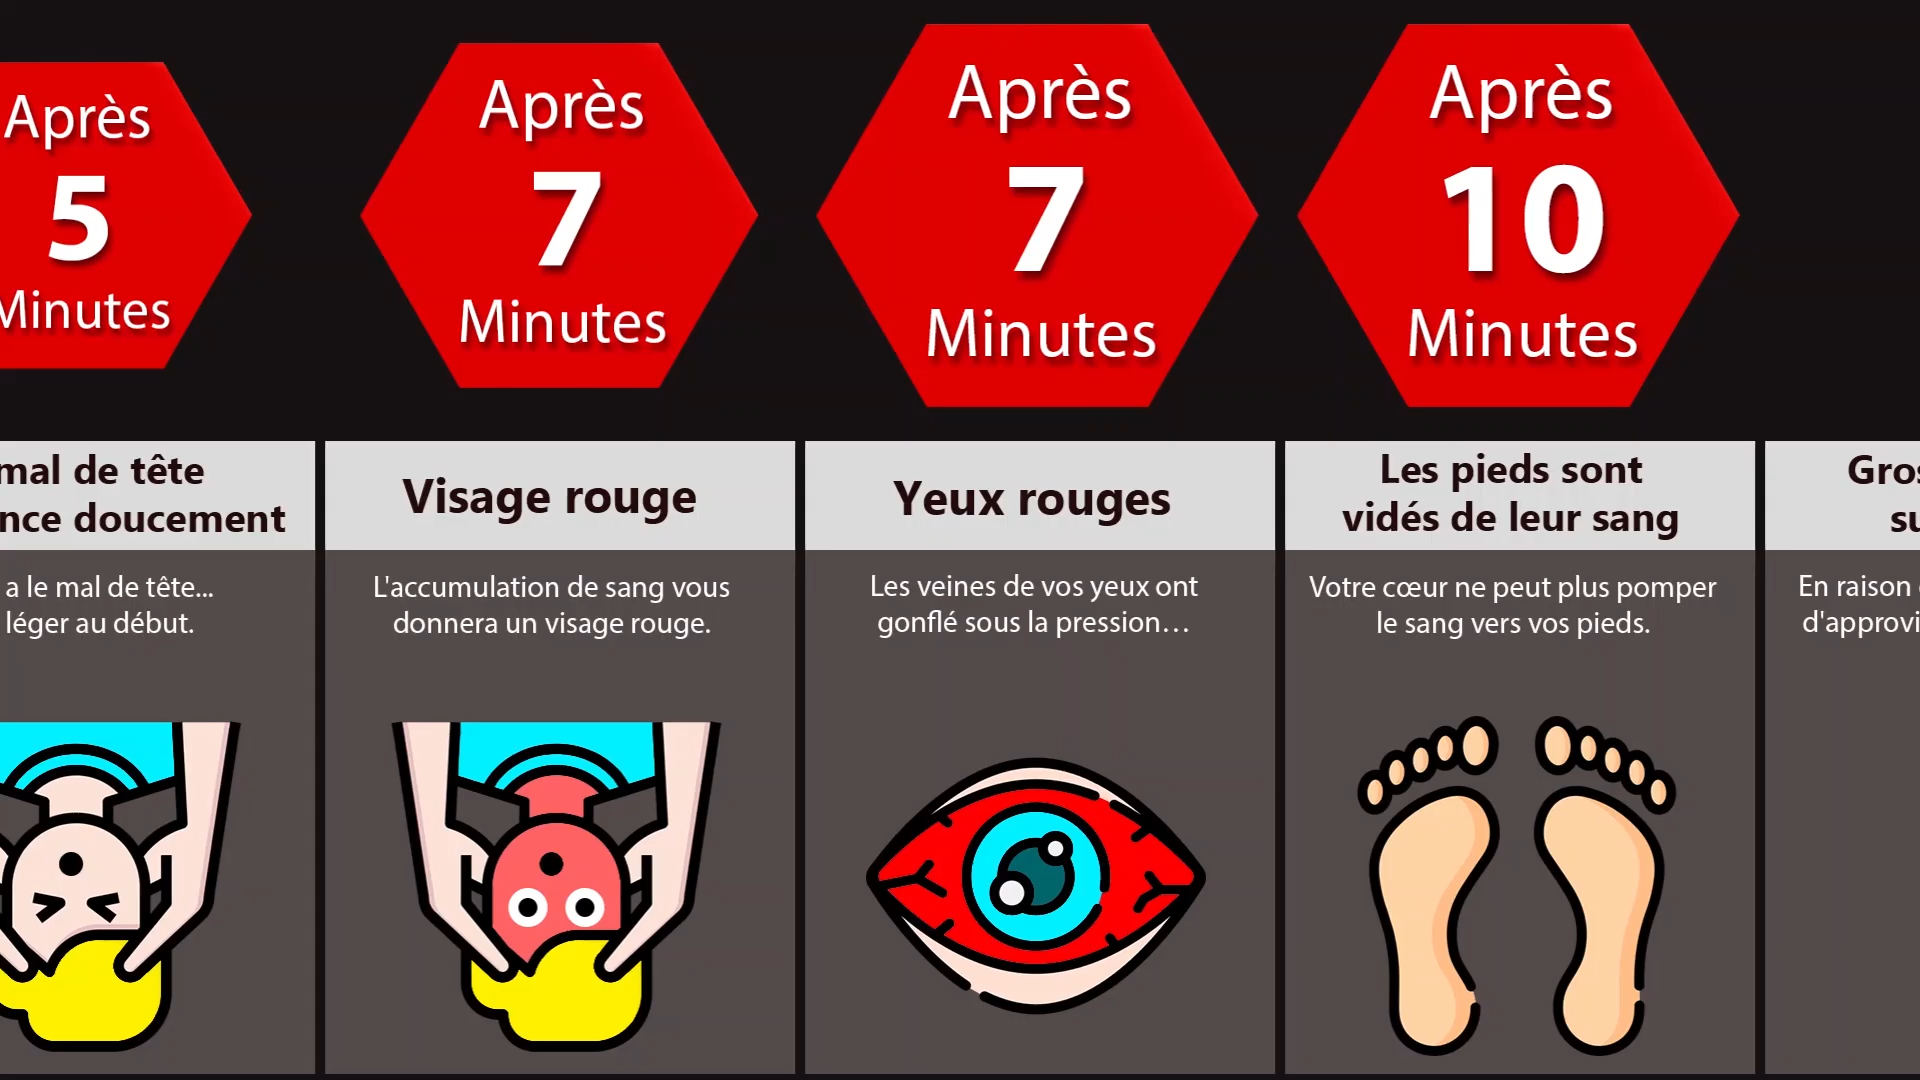 Après
5
Minutes
mal de tête
nce doucement
a le mal de tête...
léger au début.
Après
7
Minutes
Visage rouge
L'accumulation de sang vous
donnera un visage rouge.
Après
7
Minutes
Yeux rouges
Les veines de vos yeux ont
gonflé sous la pression…
Après
10
Minutes
Les pieds sont
vidés de leur sang
Votre cœur ne peut plus pomper
le sang vers vos pieds.
Gros
su
En raison
d'approvi